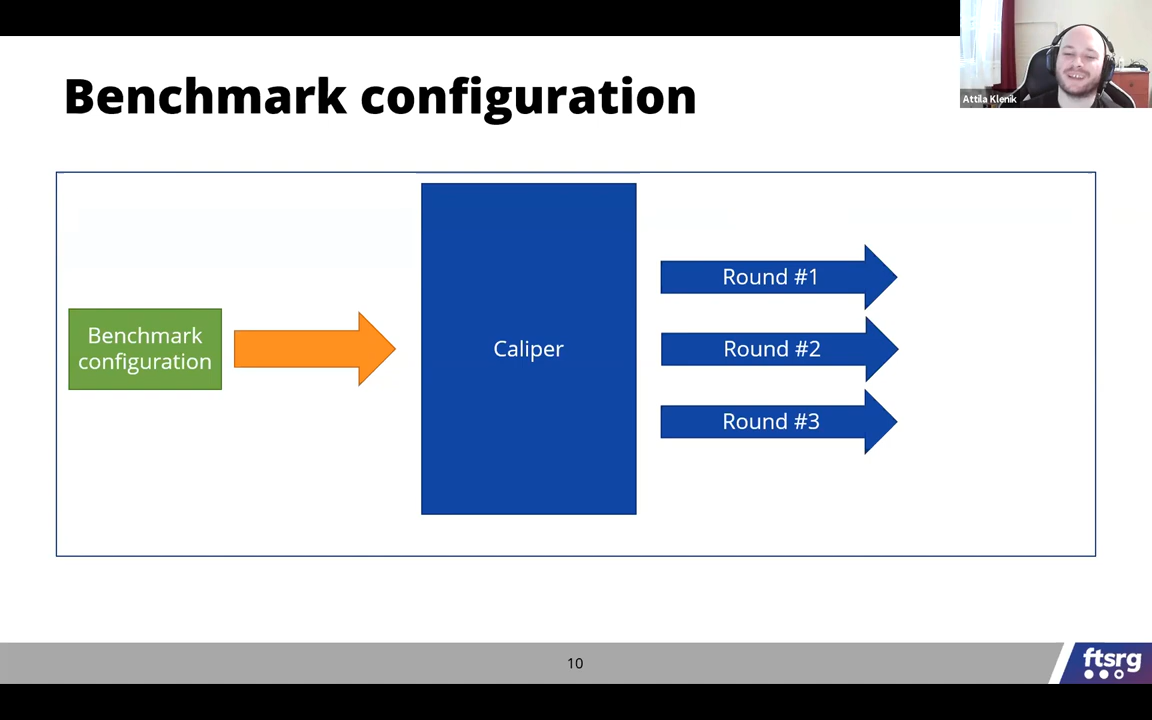 Benchmark configuration
Attila Klenik
Benchmark
configuration
Caliper
Round #1
Round #2
Round #3
10
ftsrg